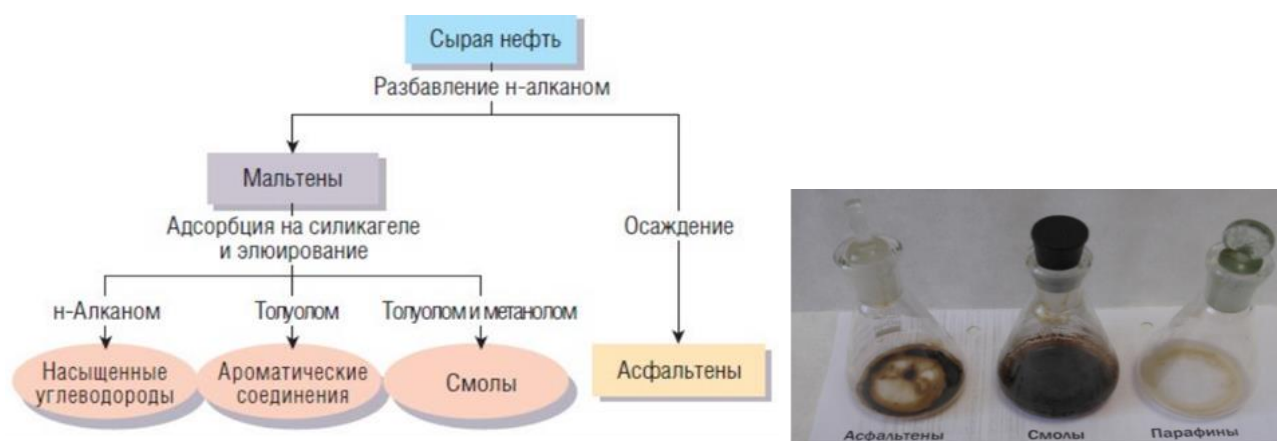 Сырая нефть
Разбавление н-алканом
Мальтены
Адсорбция на силикагеле
и элюирование
Осаждение
н-Алканом
Толуолом
Толуолом и метанолом
Насыщенные
углеводороды
Ароматические
соединения
Смолы
Асфальтены
Асфальтены
Смолы
Парафины